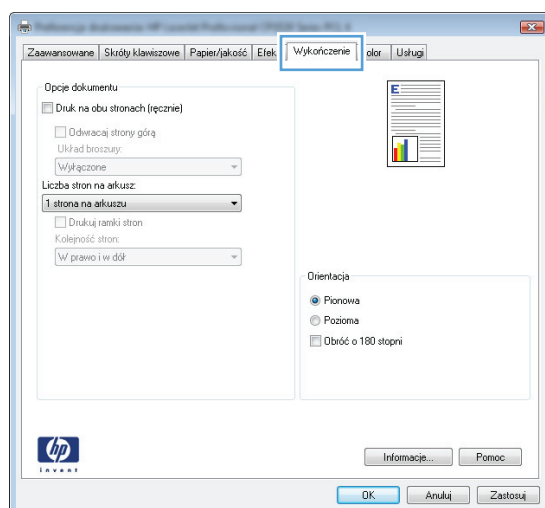 Zaawansowane Skróty klawiszowe Papier/jakość Efek Wykończenie olor Usługi
Opcje dokumentu
Druk na obu stronach (ręcznie)
Odwracaj strony górą
Układ broszury:
Wyłączone
Liczba stron na arkusz:
1 strona na arkuszu
Drukuj ramki stron
Kolejność stron:
W prawo i w dół
E
Orientacja
Pionowa
Pozioma
Obróć o 180 stopni
hp
invent
Informacje... Pomoc
OK Anuluj Zastosuj